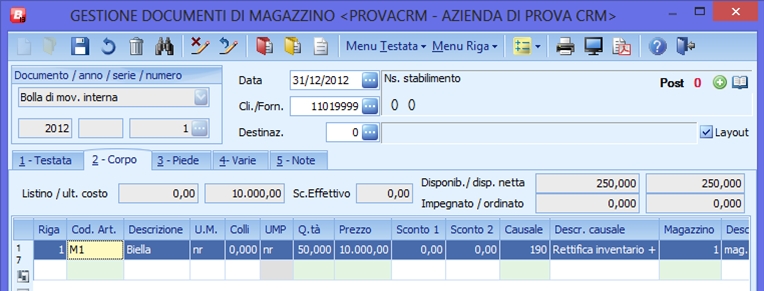 GESTIONE DOCUMENTI DI MAGAZZINO <PROVACRM - AZIENDA DI PROVA CRM>
Menu Testata Menu Riga
Documento / anno / serie / numero
Bolla di mov. interna
2012 1
Data 31/12/2012 Ns. stabilimento Post 0
Cli./Forn. 11019999 0 0
Destinaz. 0 Layout
1 - Testata 2 - Corpo 3 - Piede 4- Varie 5 - Note
Listino / ult. costo 0,00 10.000,00 Sc.Effettivo 0,00
Disponib./ disp. netta 250,000 250,000
Impegnato / ordinato 0,000 0,000
Riga Cod. Art. Descrizione U.M. Colli UMP Q.tà Prezzo Sconto 1 Sconto 2 Causale Descr. causale Magazzino Desc
1 M1 Biella nr 0,000 nr 50,000 10.000,00 0,00 0,00 190 Rettifica inventario + 1 mag.
1
7